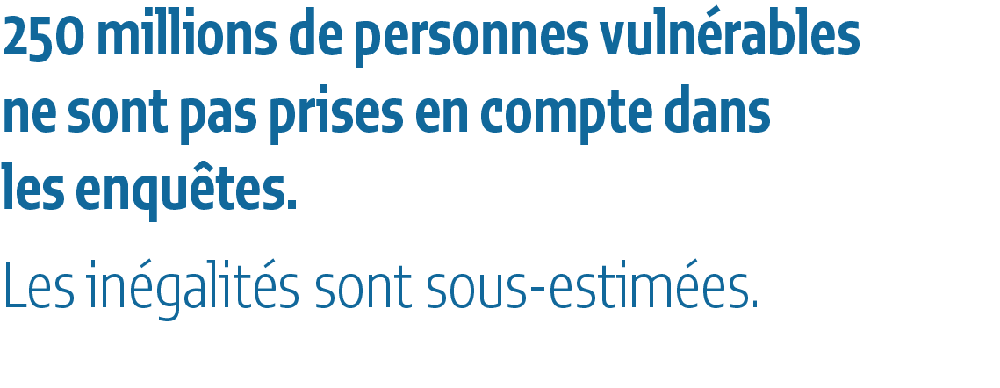 250 millions de personnes vulnérables
ne sont pas prises en compte dans
les enquêtes.
Les inégalités sont sous-estimées.